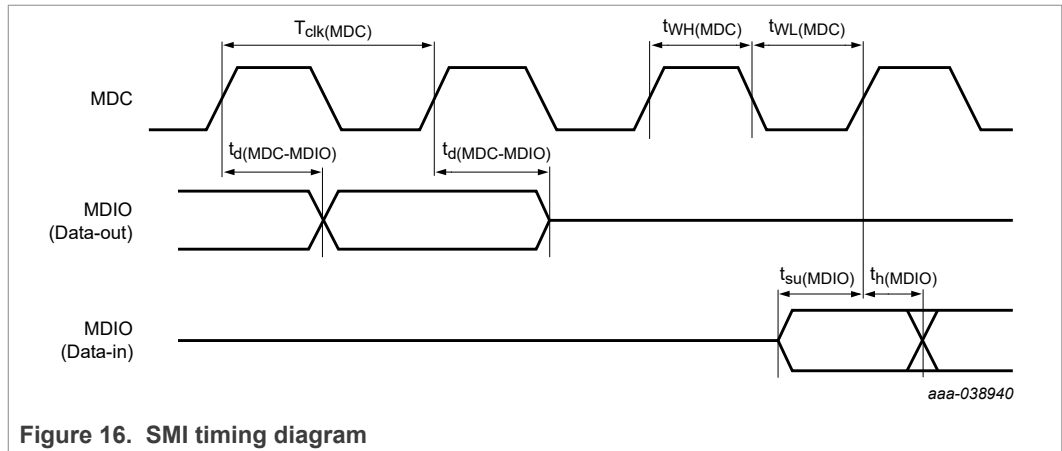 Tclk(MDC)
tWH(MDC)
tWL(MDC)
MDC
td(MDC-MDIO)
td(MDC-MDIO)
MDIO
(Data-out)
tsu(MDIO)
th(MDIO)
MDIO
(Data-in)
aaa-038940
Figure 16. SMI timing diagram